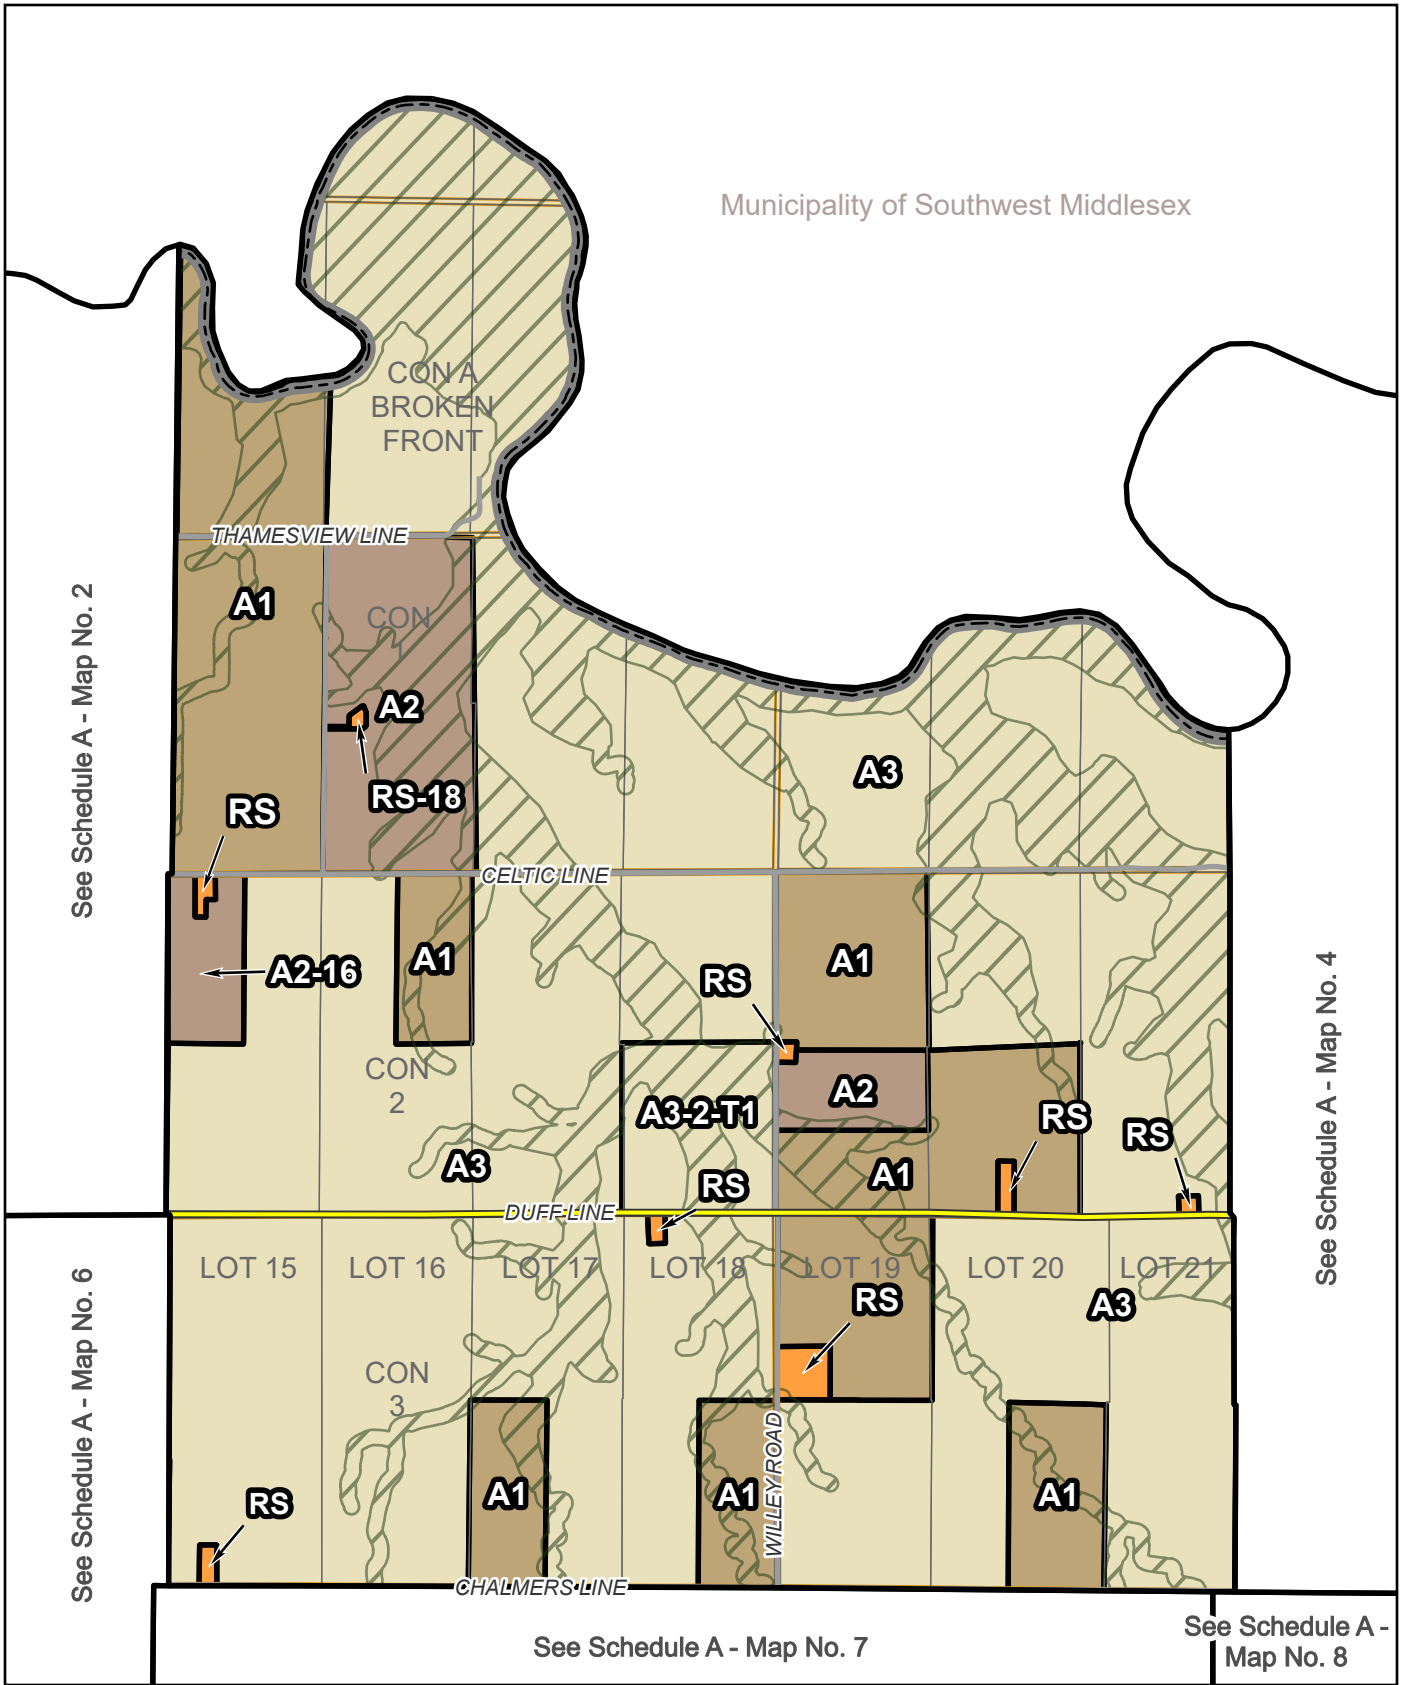 Municipality of Southwest Middlesex
CON A
BROKEN
FRONT
THAMESVIEW LINE
See Schedule A - Map No. 2
A1
CON
1
A2
A3
RS-18
RS
CELTIC LINE
A2-16
A1
A1
RS
See Schedule A - Map No. 4
CON
2
A2
A3-2-T1
RS
RS
A3
A1
RS
DUFF LINE
LOT 15
LOT 16
LOT 17
LOT 18
LOT 19
LOT 20
LOT 21
RS
A3
See Schedule A - Map No. 6
CON
3
WILLEY ROAD
RS
A1
A1
A1
CHALMERS LINE
See Schedule A - Map No. 7
See Schedule A -
Map No. 8